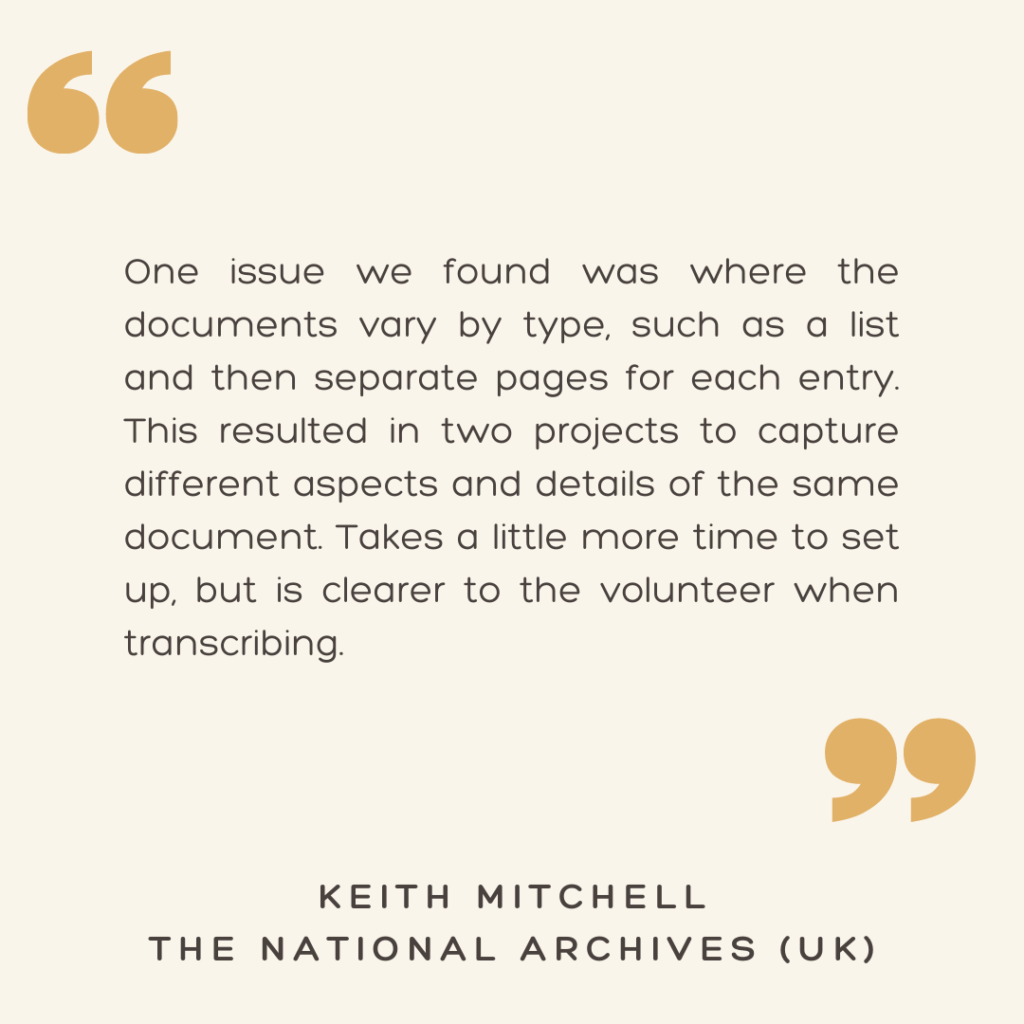 “
One issue we found was where the
documents vary by type, such as a list
and then separate pages for each entry.
This resulted in two projects to capture
different aspects and details of the same
document. Takes a little more time to set
up, but is clearer to the volunteer when
transcribing.
”
KEITH MITCHELL
THE NATIONAL ARCHIVES (UK)